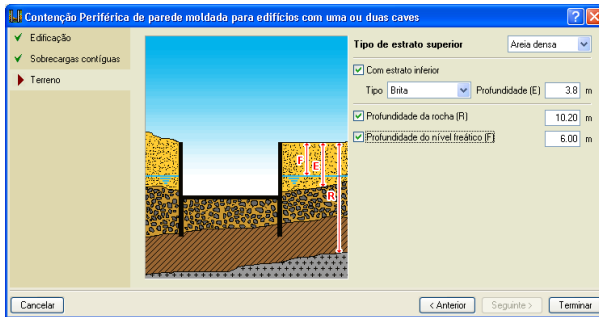 Contenção Periférica de parede moldada para edifícios com uma ou duas caves
Edificação
Sobrecargas contíguas
Terreno
Tipo de estrato superior Areia densa
Com estrato inferior
Tipo Brita Profundidade (E) 3.8 m
Profundidade da rocha (R) 10.20 m
Profundidade do nível freático (F) 6.00 m
F
E
R
Cancelar < Anterior Seguinte > Terminar